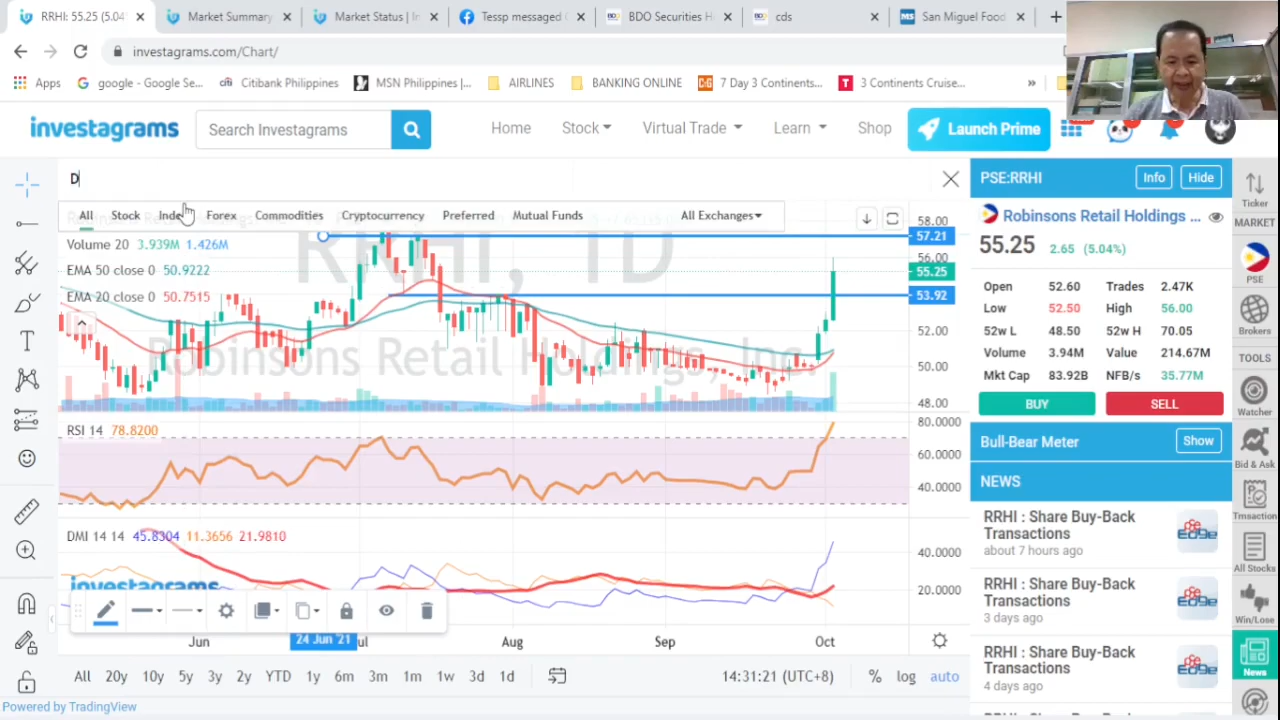 RRHI: 55.25 (5.04%
Market Summary
Market Status | In
Tessp messaged
BDO Securities H
cds
San Miguel Food
investagrams.com/Chart/
Apps
google - Google Se...
Citibank Philippines
MSN Philippines |...
AIRLINES
BANKING ONLINE
7 Day 3 Continents...
3 Continents Cruise...
»
investagrams
Search Investagrams
Home
Stock
Virtual Trade
Learn
Shop
Launch Prime
D
PSE:RRHI
Info
Hide
Ticker
All
Stock
Index
Forex
Commodities
Cryptocurrency
Preferred
Mutual Funds
All Exchanges
Robinsons Retail Holdings ...
55.25
2.65 (5.04%)
MARKET
PSE
RRHI, 1D
Robinsons Retail Holdings, Inc.
Volume 20 3.939M 1.426M
EMA 50 close 0 50.9222
EMA 20 close 0 50.7515
58.00
57.21
56.00
55.25
53.92
52.00
50.00
48.00
Open 52.60 Trades 2.47K
Low 52.50 High 56.00
52w L 48.50 52w H 70.05
Volume 3.94M Value 214.67M
Mkt Cap 83.92B NFB/s 35.77M
Brokers
TOOLS
Watcher
BUY
SELL
RSI 14 78.8200
80.0000
60.0000
40.0000
Bull-Bear Meter
Show
Bid & Ask
NEWS
Trnsaction
RRHI : Share Buy-Back
Transactions
about 7 hours ago
Edge
All Stocks
DMI 14 14 45.8304 11.3656 21.9810
40.0000
20.0000
investagrams
RRHI : Share Buy-Back
Transactions
3 days ago
Edge
Win/Lose
RRHI : Share Buy-Back
Transactions
4 days ago
Edge
News
Jun
24 Jun '21
Jul
Aug
Sep
Oct
All
20y
10y
5y
3y
YTD
2y
1y
6m
3m
1m
1w
3d
1d
14:31:21 (UTC+8)
%
log
auto
Powered by TradingView